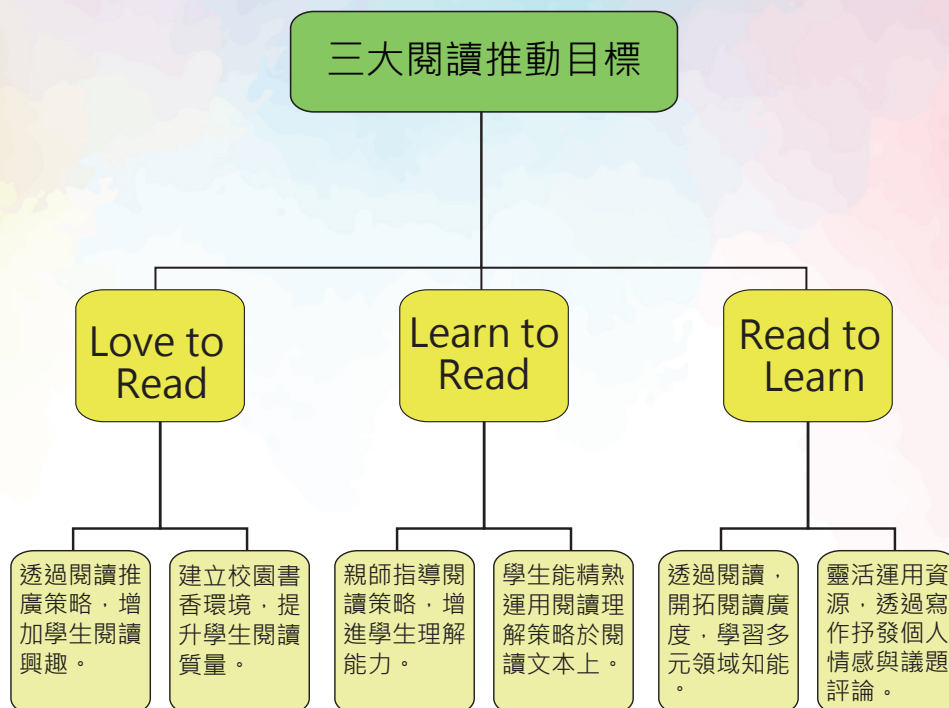 三大閱讀推動目標
Love to
Read
Learn to
Read
Read to
Learn
透過閱讀推
廣策略，增
加學生閱讀
興趣。
建立校園書
香環境，提
升學生閱讀
質量。
親師指導閱
讀策略，增
進學生理解
能力。
學生能精熟
運用閱讀理
解策略於閱
讀文本上。
透過閱讀，
開拓閱讀廣
度，學習多
元領域知能
。
靈活運用資
源，透過寫
作抒發個人
情感與議題
評論。